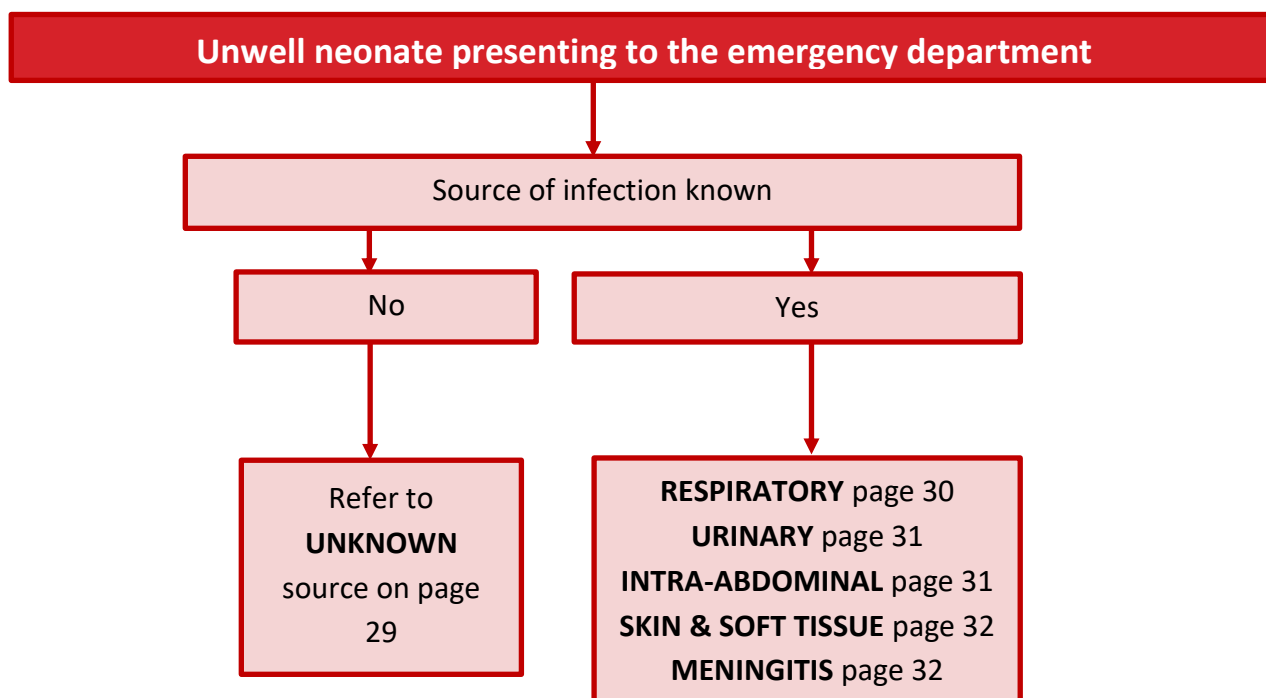 Unwell neonate presenting to the emergency department
Source of infection known
No
Yes
Refer to
UNKNOWN
source on page
29
RESPIRATORY page 30
URINARY page 31
INTRA-ABDOMINAL page 31
SKIN & SOFT TISSUE page 32
MENINGITIS page 32